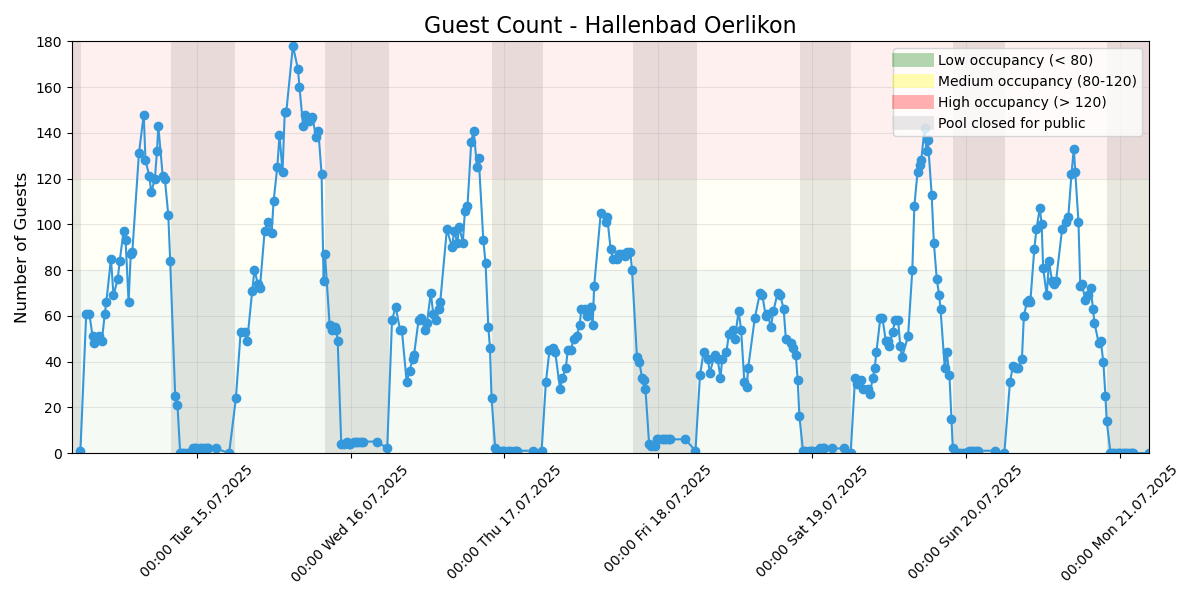 Guest Count - Hallenbad Oerlikon
Number of Guests
180
160
140
120
100
80
60
40
20
0
Low occupancy (< 80)
Medium occupancy (80-120)
High occupancy (> 120)
Pool closed for public
00:00 Tue 15.07.2025
00:00 Wed 16.07.2025
00:00 Thu 17.07.2025
00:00 Fri 18.07.2025
00:00 Sat 19.07.2025
00:00 Sun 20.07.2025
00:00 Mon 21.07.2025